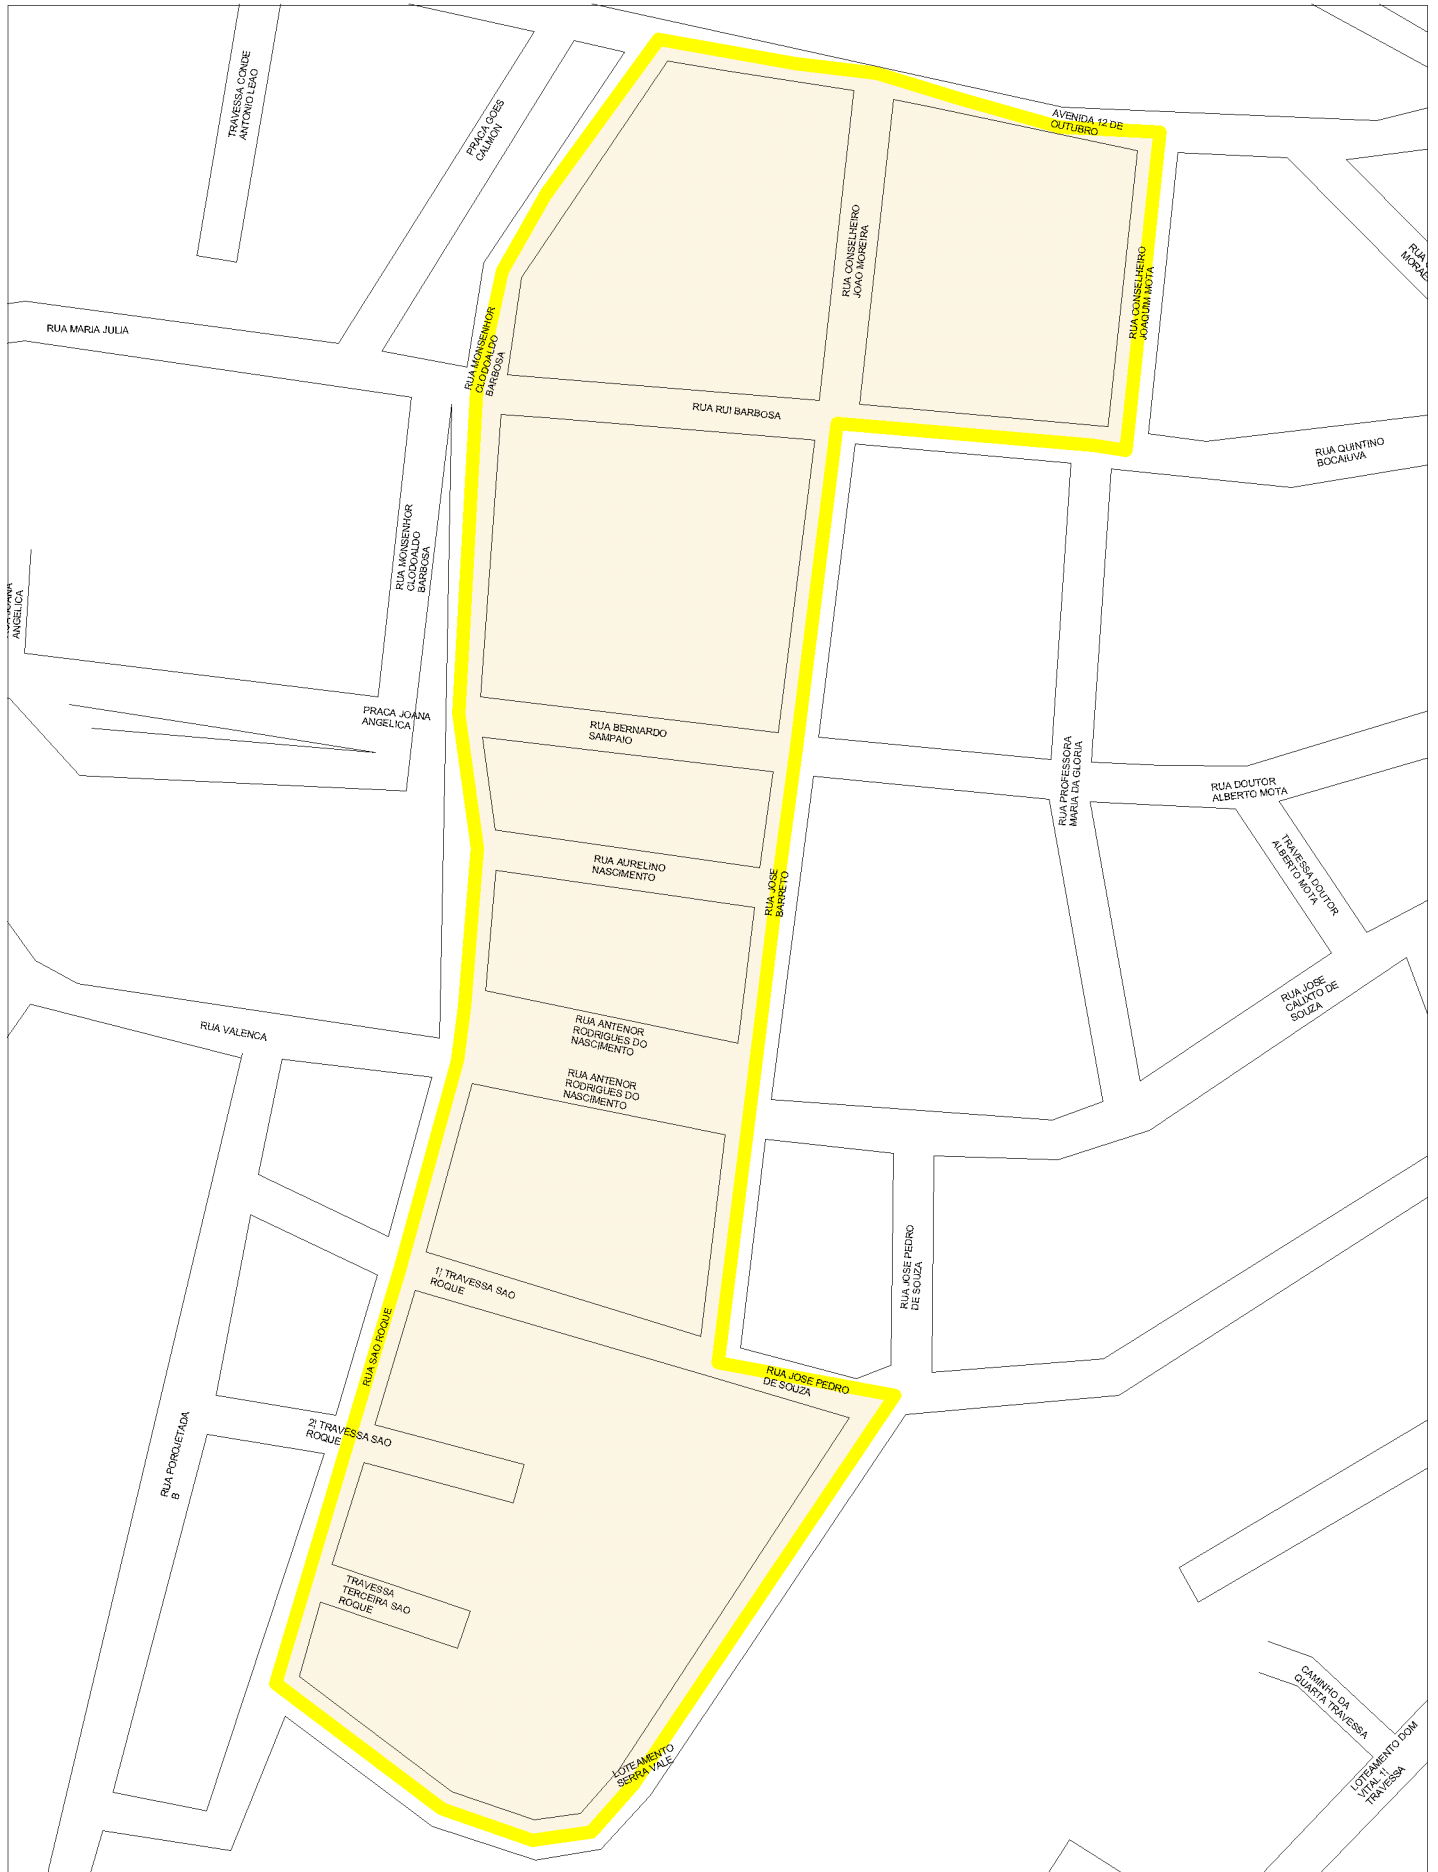 TRAVESSA CONDE
ANTONIO LEAO
PRACA GOES
CALMON
AVENIDA 12 DE
OUTUBRO
RUA CONSELHEIRO
JOAO MOREIRA
RUA CONSELHEIRO
JOAQUIM MOTA
RUA MARIA JULIA
RUA MONSENHOR
CLODOALDO
BARBOSA
RUA RUI BARBOSA
RUA QUINTINO
BOCAIUVA
RUA MONSENHOR
CLODOALDO
BARBOSA
ANGELICA
PRACA JOANA
ANGELICA
RUA BERNARDO
SAMPAIO
RUA PROFESSORA
MARIA DA GLORIA
RUA DOUTOR
ALBERTO MOTA
TRAVESSA DOUTOR
ALBERTO MOTA
RUA AURELINO
NASCIMENTO
RUA JOSE
BARRETO
RUA JOSE
CALIXTO DE
SOUZA
RUA VALENCA
RUA ANTENOR
RODRIGUES DO
NASCIMENTO
RUA ANTENOR
RODRIGUES DO
NASCIMENTO
RUA JOSE PEDRO
DE SOUZA
1¦ TRAVESSA SAO
ROQUE
RUA SAO ROQUE
RUA JOSE PEDRO
DE SOUZA
2¦ TRAVESSA SAO
ROQUE
RUA POROJETADA
B
TRAVESSA
TERCEIRA SAO
ROQUE
LOTEAMENTO
SERRA VALE
CAMINHO DA
QUARTA TRAVESSA
LOTEAMENTO DOM
VITAL 1¦
TRAVESSA